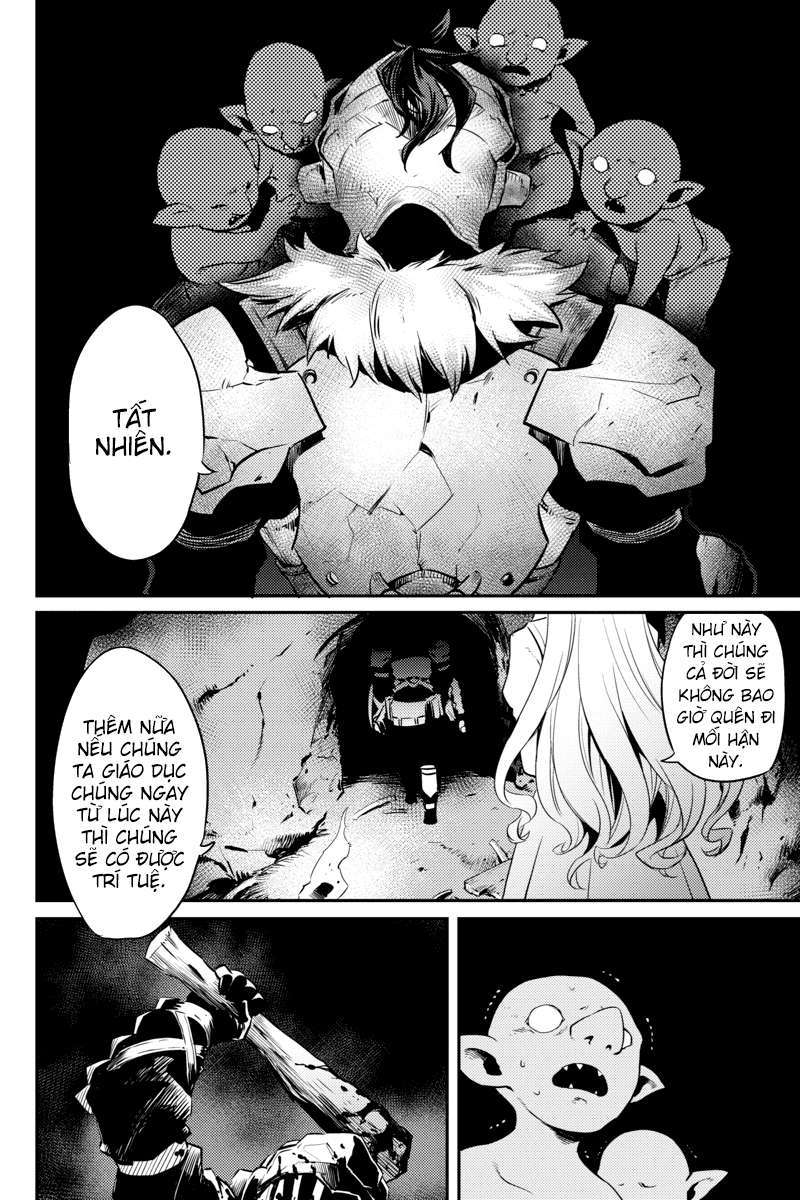 TẤT
NHIÊN.
NHƯ NÀY
THÌ CHÚNG
CẢ ĐỜI SẼ
KHÔNG BAO
GIỜ QUÊN ĐI
MỐI HẬN
NÀY.
THÊM NỮA
NẾU CHÚNG
TA GIÁO DỤC
CHÚNG NGAY
TỪ LÚC NÀY
THÌ CHÚNG
SẼ CÓ ĐƯỢC
TRÍ TUỆ.